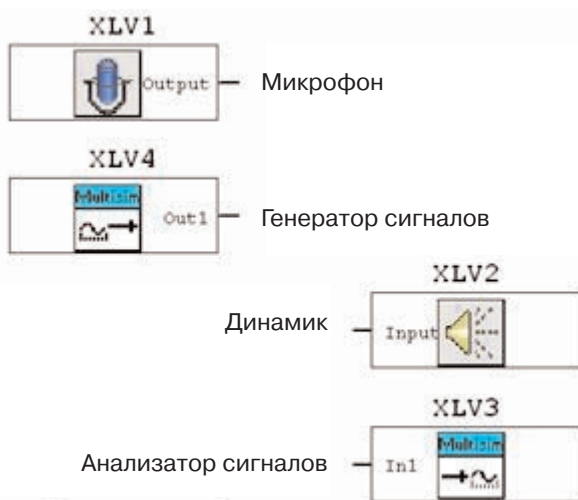 XLV1
Output
Микрофон
XLV4
Multisim
Out1
Генератор сигналов
XLV2
Динамик
Input
XLV3
Multisim
Анализатор сигналов
In1